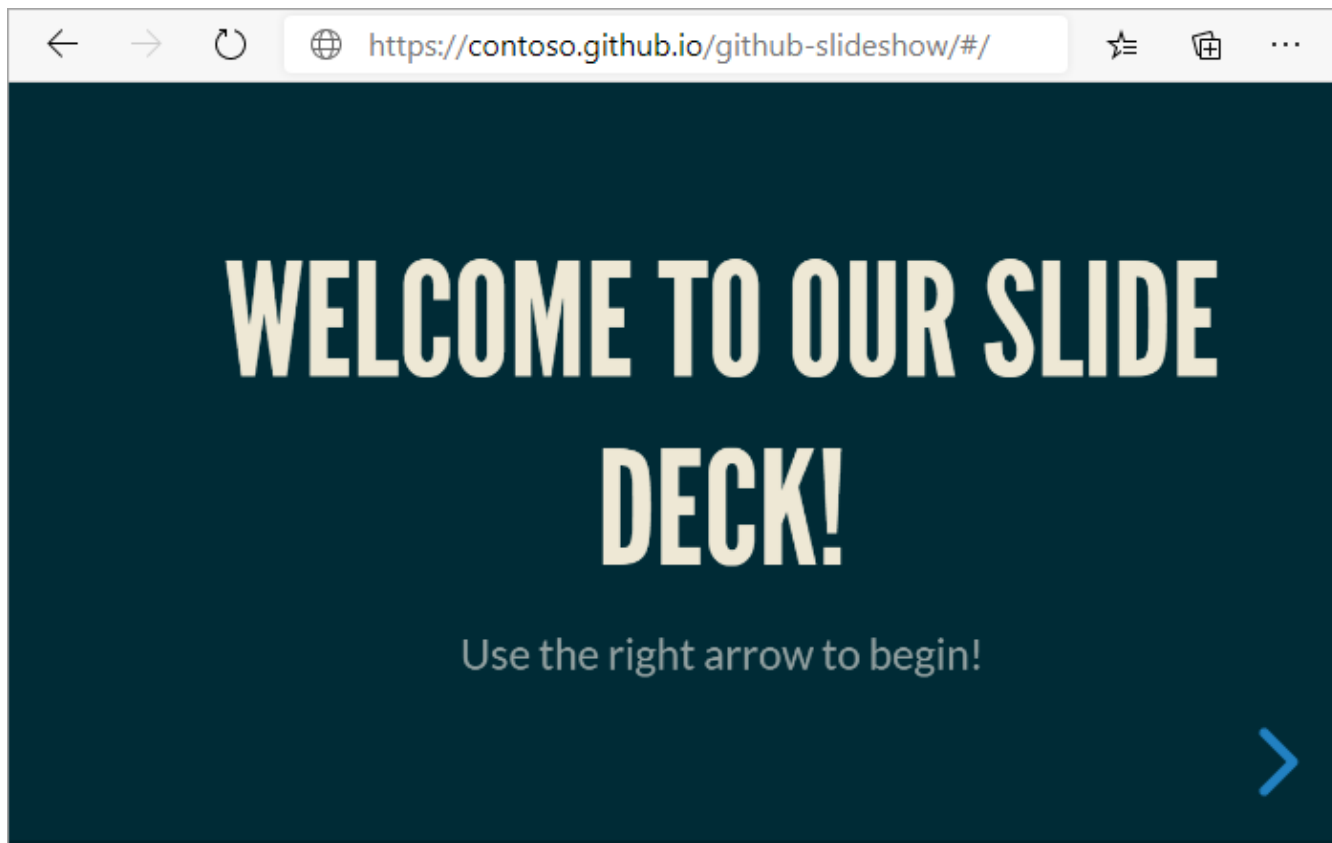 https://contoso.github.io/github-slideshow/#/
WELCOME TO OUR SLIDE
DECK!
Use the right arrow to begin!